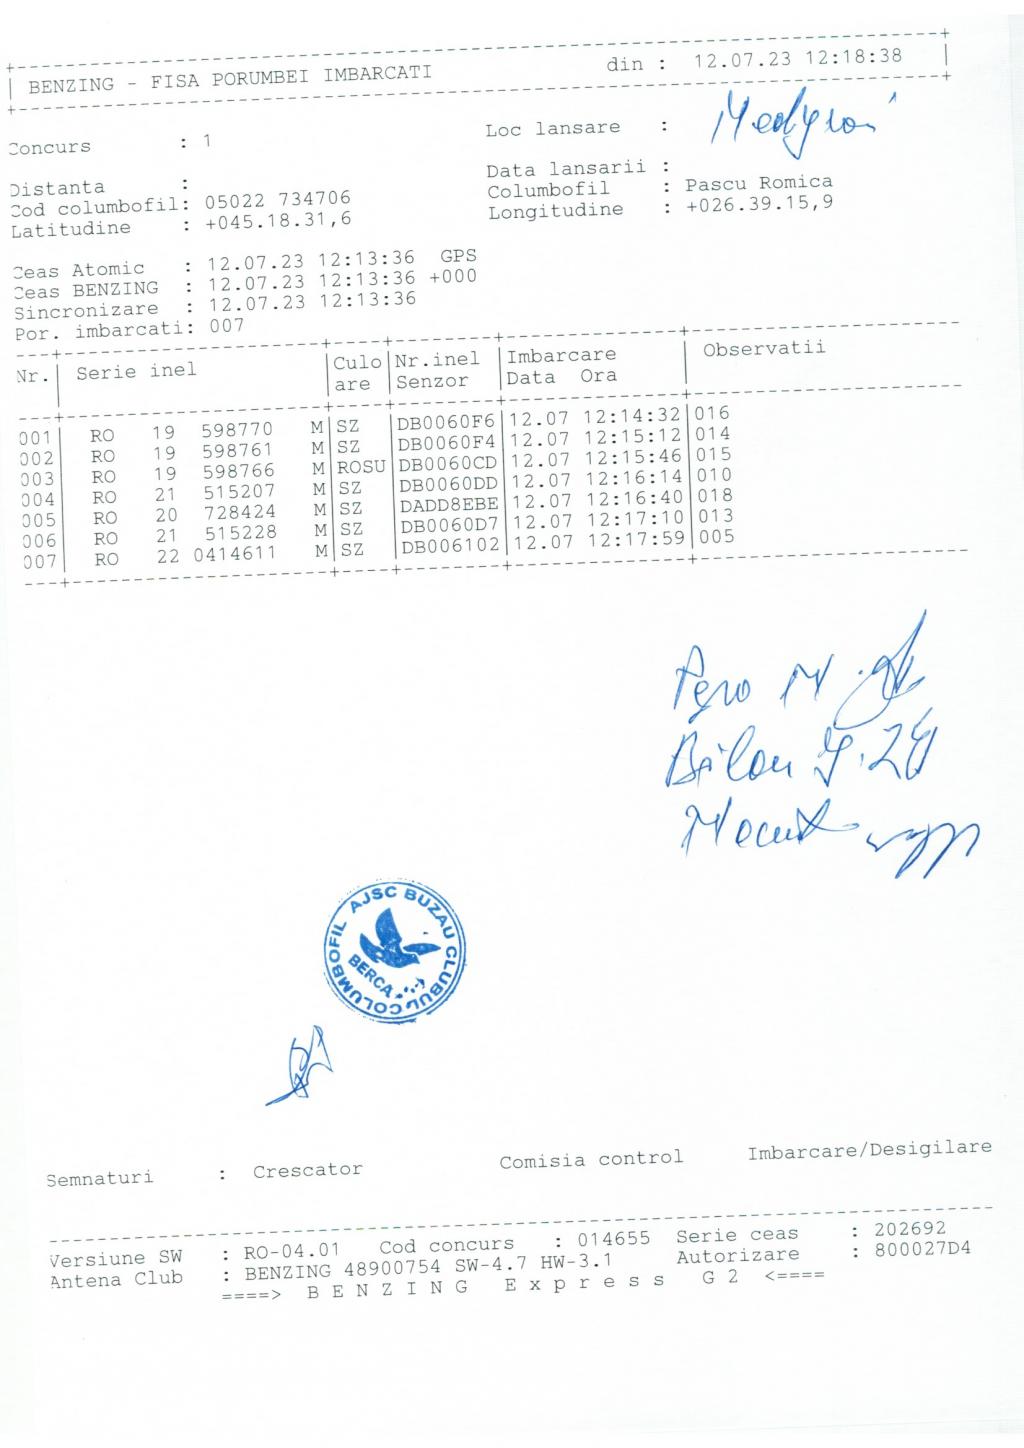 BENZING - FISA PORUMBEI IMBARCATI din : 12.07.23 12:18:38
Concurs : 1 Loc lansare :
Distanta : Data lansarii :
Cod columbofil: 05022 734706 Columbofil : Pascu Romica
Latitudine : +045.18.31,6 Longitudine : +026.39.15,9
Ceas Atomic : 12.07.23 12:13:36 GPS
Ceas BENZING : 12.07.23 12:13:36 +000
Sincronizare : 12.07.23 12:13:36
Por. imbarcati: 007
Nr. Serie inel Culo Nr.inel Imbarcare Observatii
are Senzor Data Ora
001 RO 19 598770 M SZ DB0060F6 12.07 12:14:32 016
002 RO 19 598761 M SZ DB0060F4 12.07 12:15:12 014
003 RO 19 598766 M ROSU DB0060CD 12.07 12:15:46 015
004 RO 21 515207 M SZ DB0060DD 12.07 12:16:14 010
005 RO 20 728424 M SZ DADD8EBE 12.07 12:16:40 018
006 RO 21 515228 M SZ DB0060D7 12.07 12:17:10 013
007 RO 22 0414611 M SZ DB006102 12.07 12:17:59 005
AJSC BUZAU CLUBUL COLUMBOFIL
BERCA
Semnaturi : Crescator Comisia control Imbarcare/Desigilare
Versiune SW : RO-04.01 Cod concurs : 014655 Serie ceas : 202692
Antena Club : BENZING 48900754 SW-4.7 HW-3.1 Autorizare : 800027D4
====> B E N Z I N G E x p r e s s G 2 <====